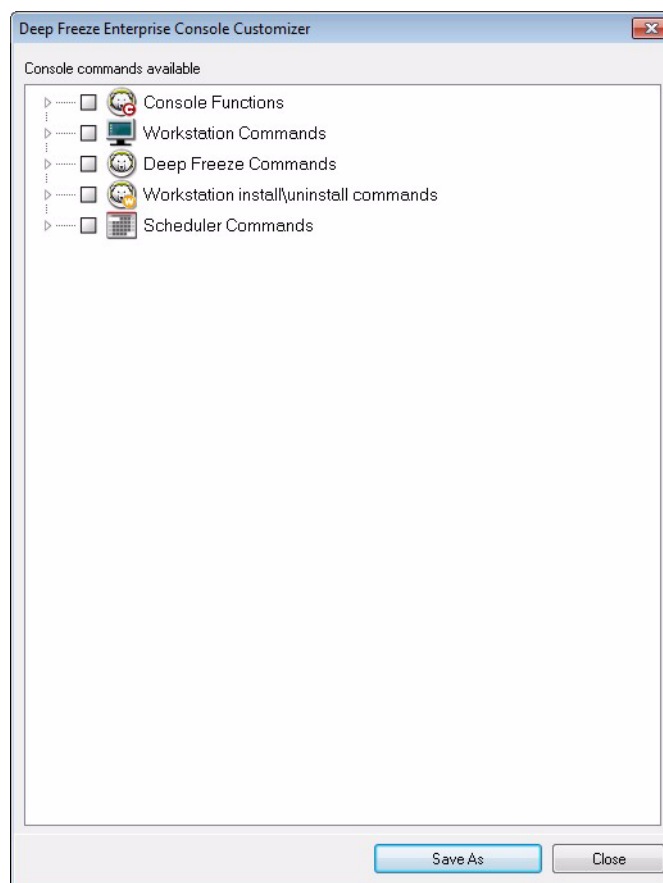 Deep Freeze Enterprise Console Customizer
Console commands available
Console Functions
Workstation Commands
Deep Freeze Commands
Workstation install\uninstall commands
Scheduler Commands
Save As
Close